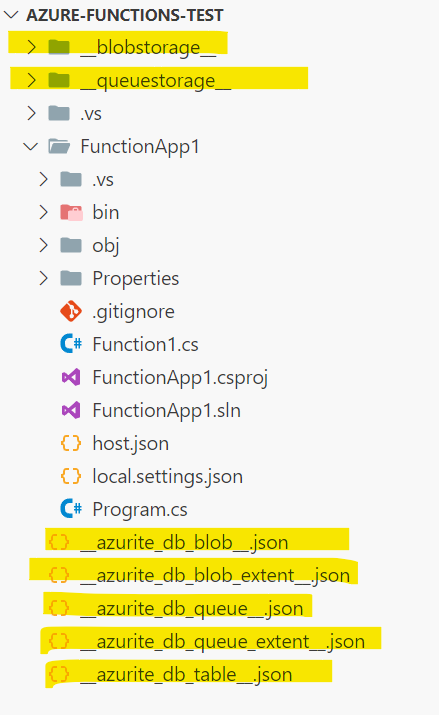 AZURE-FUNCTIONS-TEST
__blobstorage__
__queuestorage__
.vs
FunctionApp1
.vs
bin
obj
Properties
.gitignore
C# Function1.cs
FunctionApp1.csproj
FunctionApp1.sln
{} host.json
{} local.settings.json
C# Program.cs
{} __azurite_db_blob__.json
{} __azurite_db_blob_extent__.json
{} __azurite_db_queue__.json
{} __azurite_db_queue_extent__.json
{} __azurite_db_table__.json